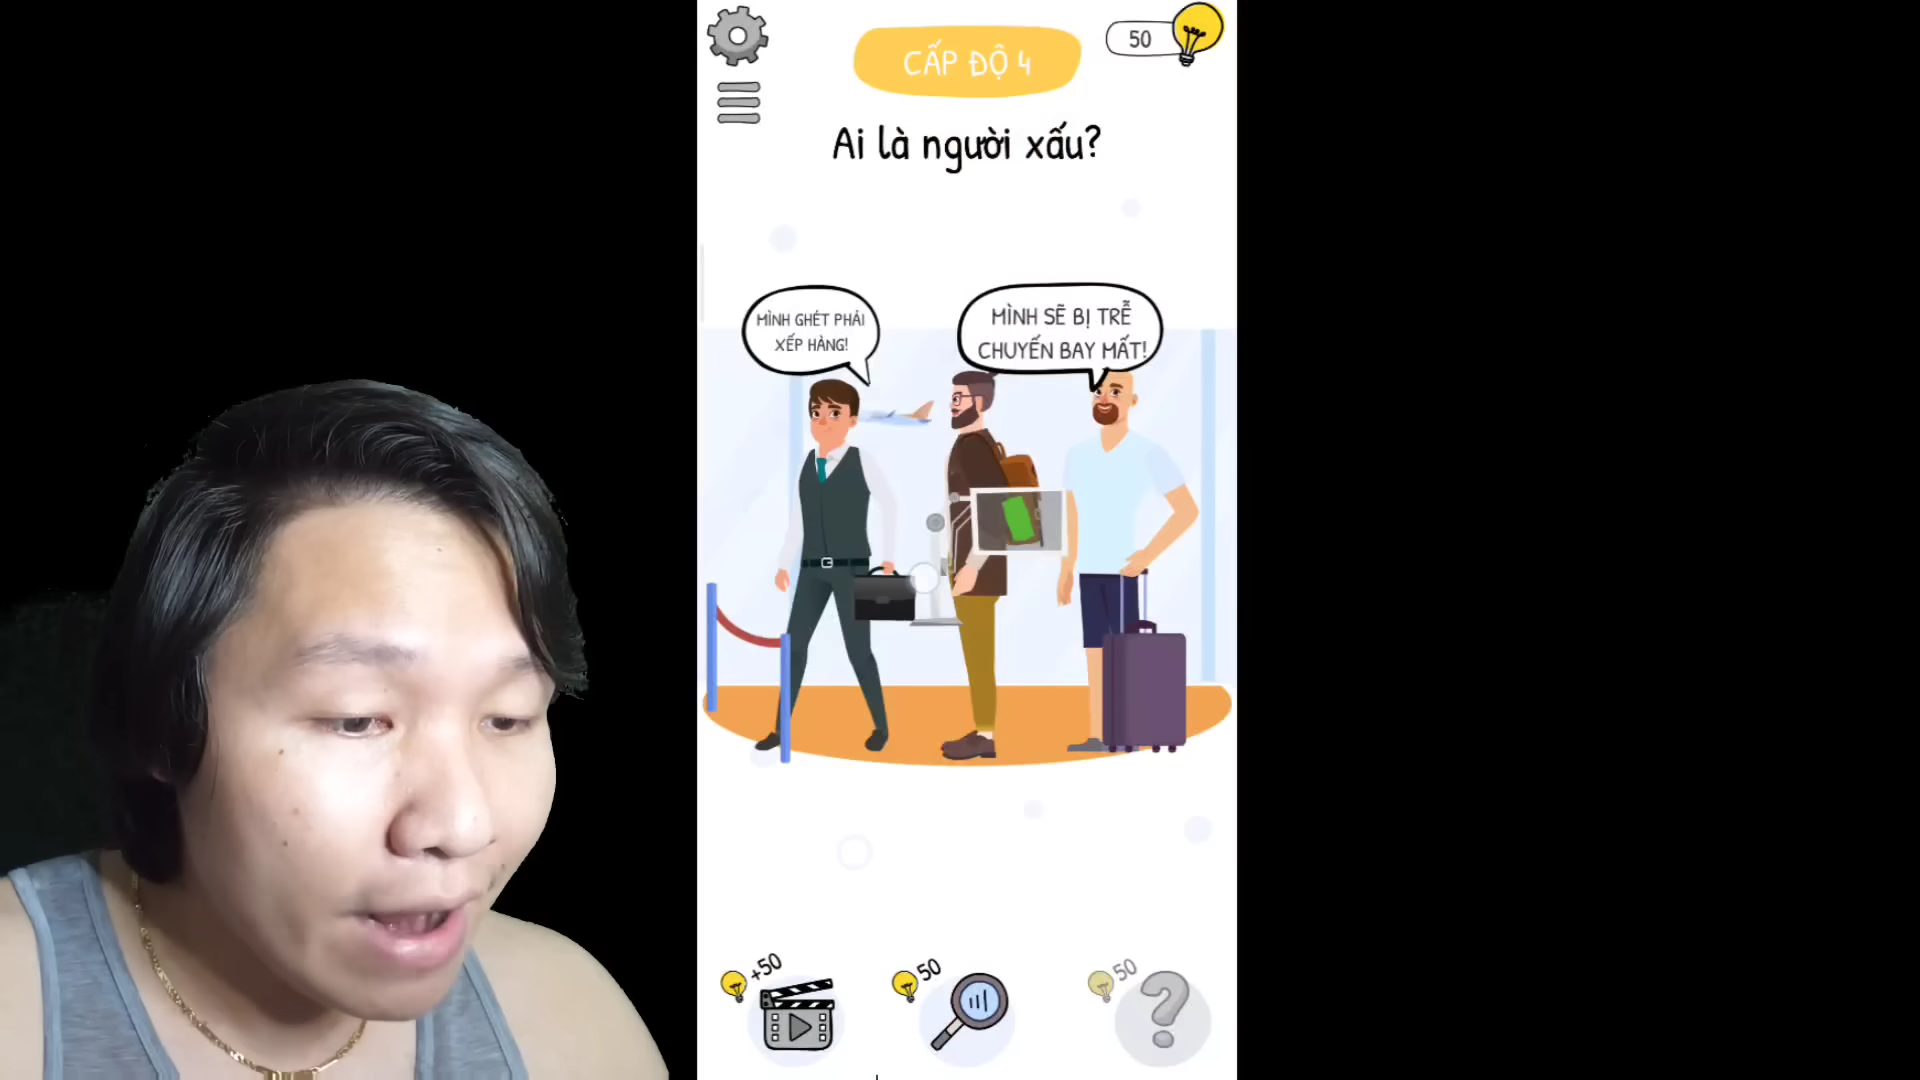 50
CẤP ĐỘ 4
Ai là người xấu?
MÌNH GHÉT PHẢI
XẾP HÀNG!
MÌNH SẼ BỊ TRỄ
CHUYẾN BAY MẤT!
+50
50
50